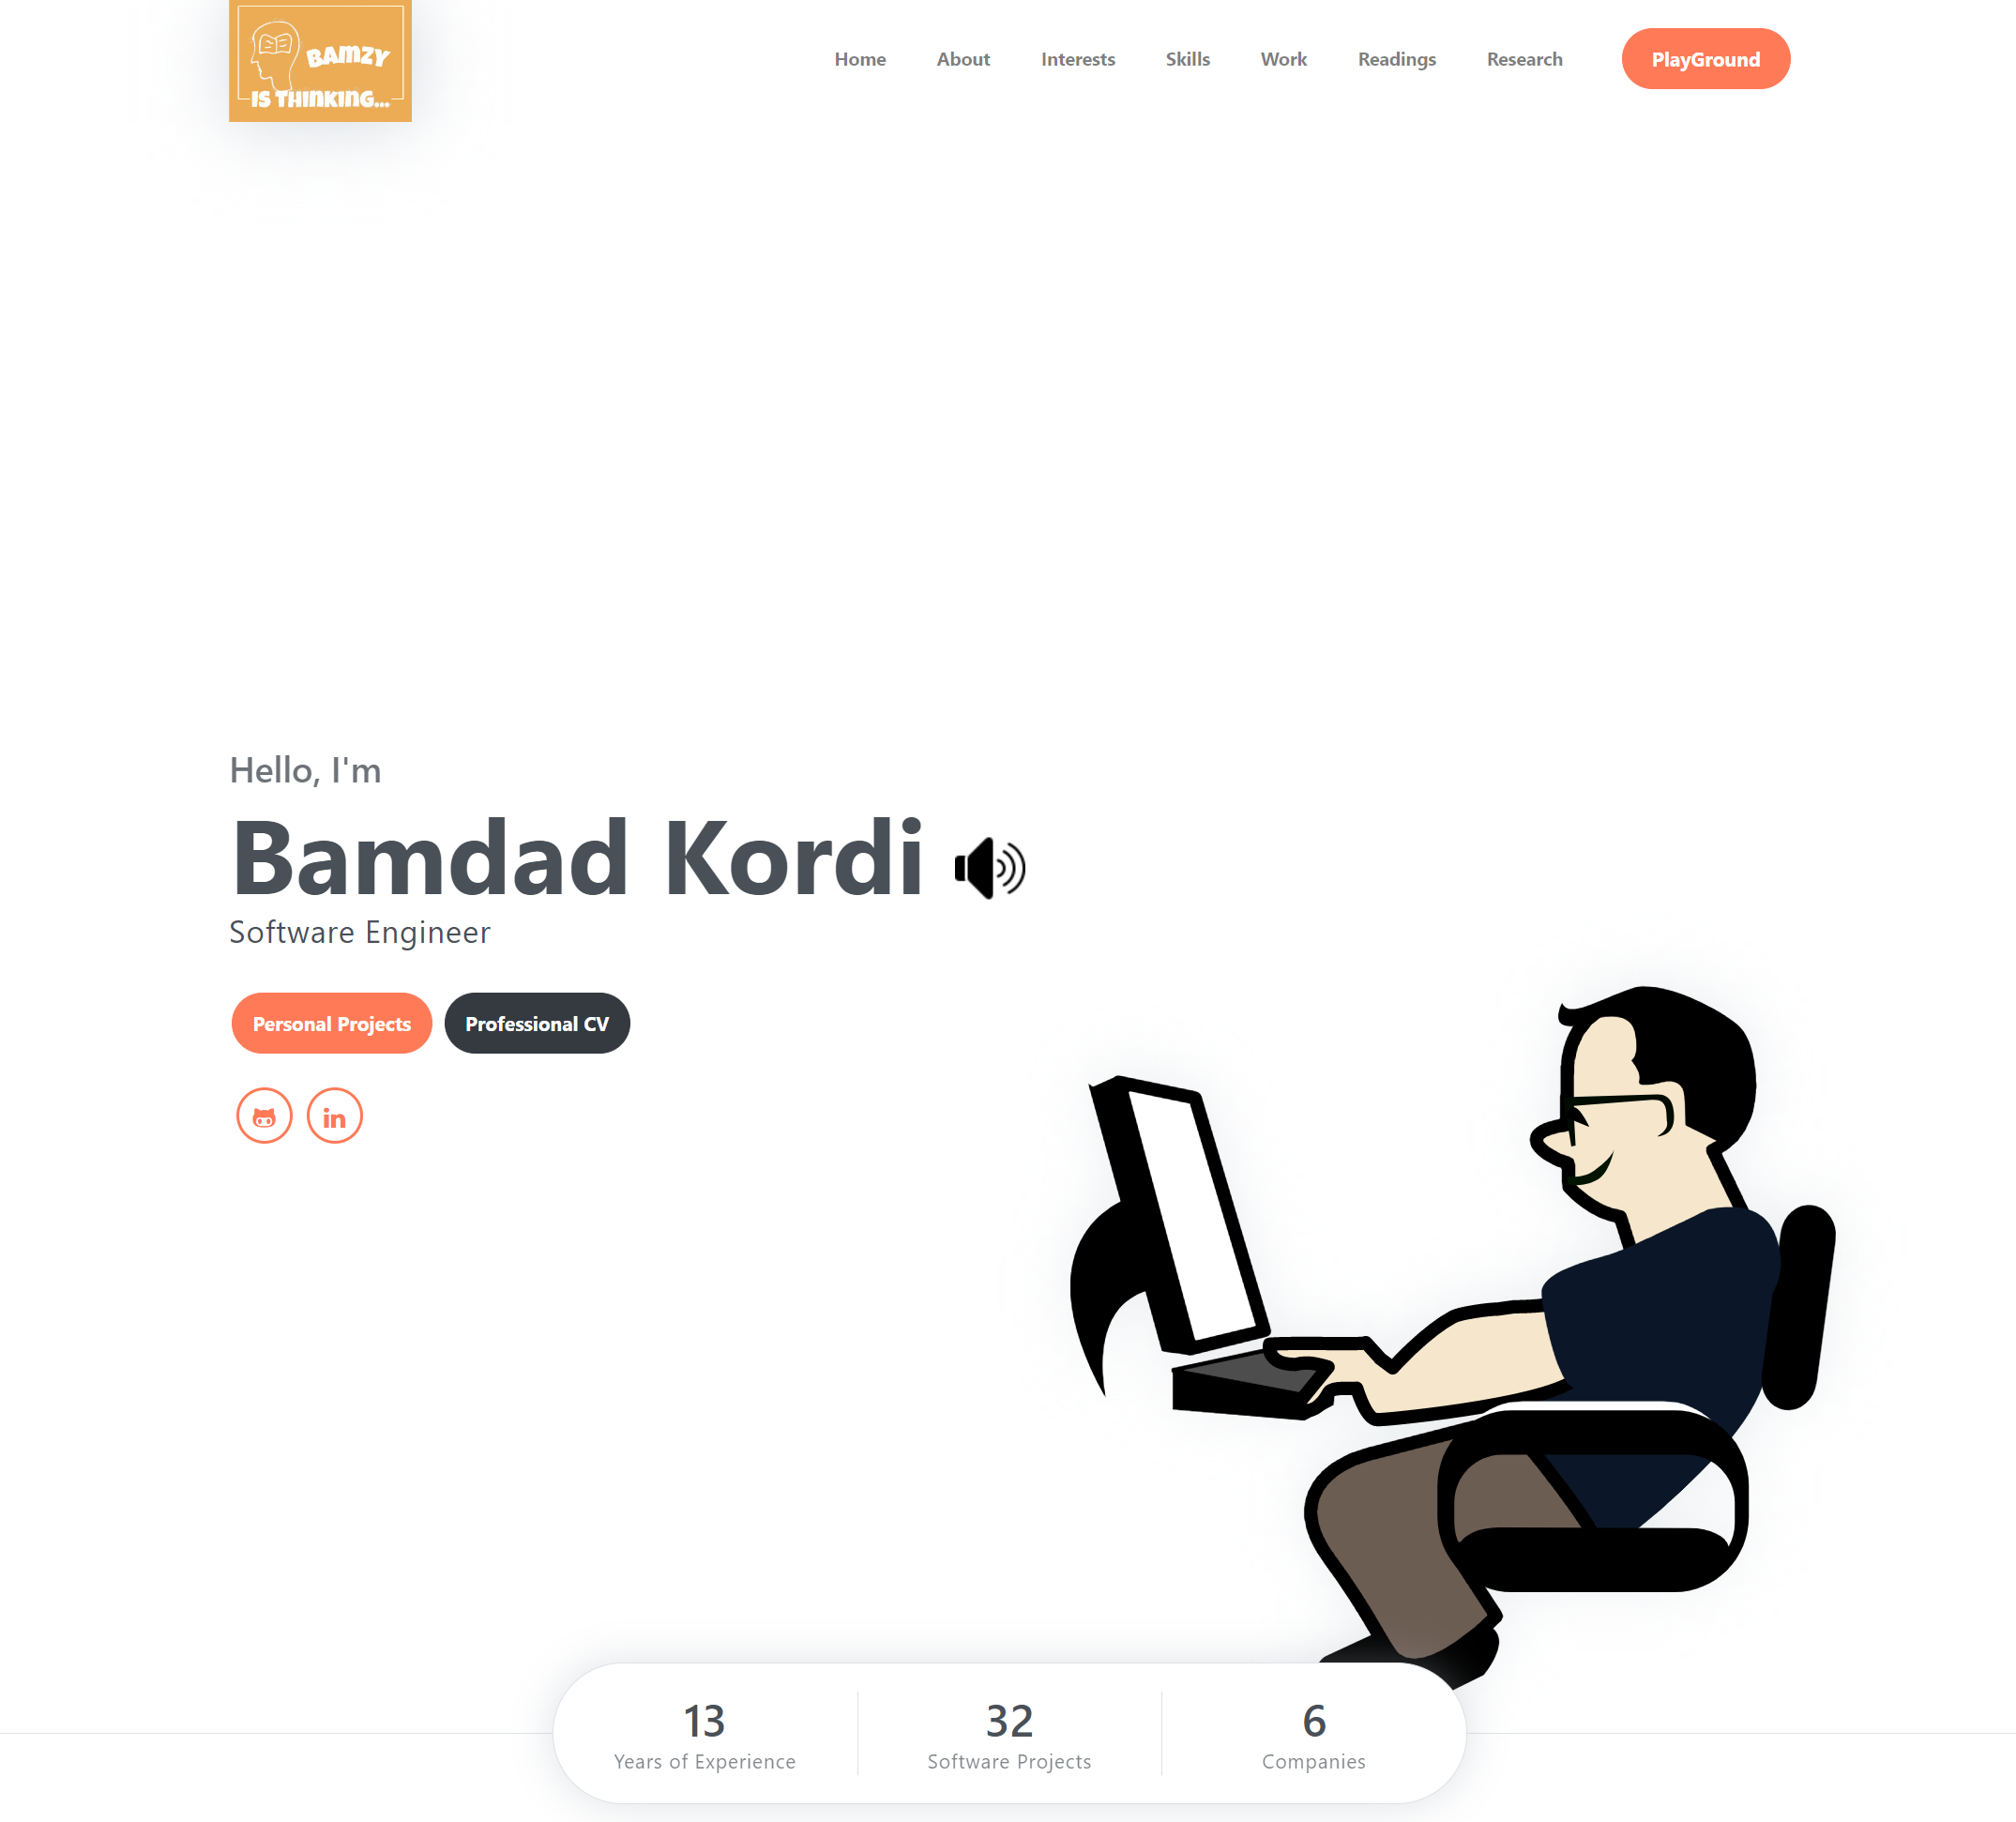 BAMZY
IS THINKING...
Home About Interests Skills Work Readings Research PlayGround
Hello, I'm
Bamdad Kordi
Software Engineer
Personal Projects Professional CV
in
13 32 6
Years of Experience Software Projects Companies